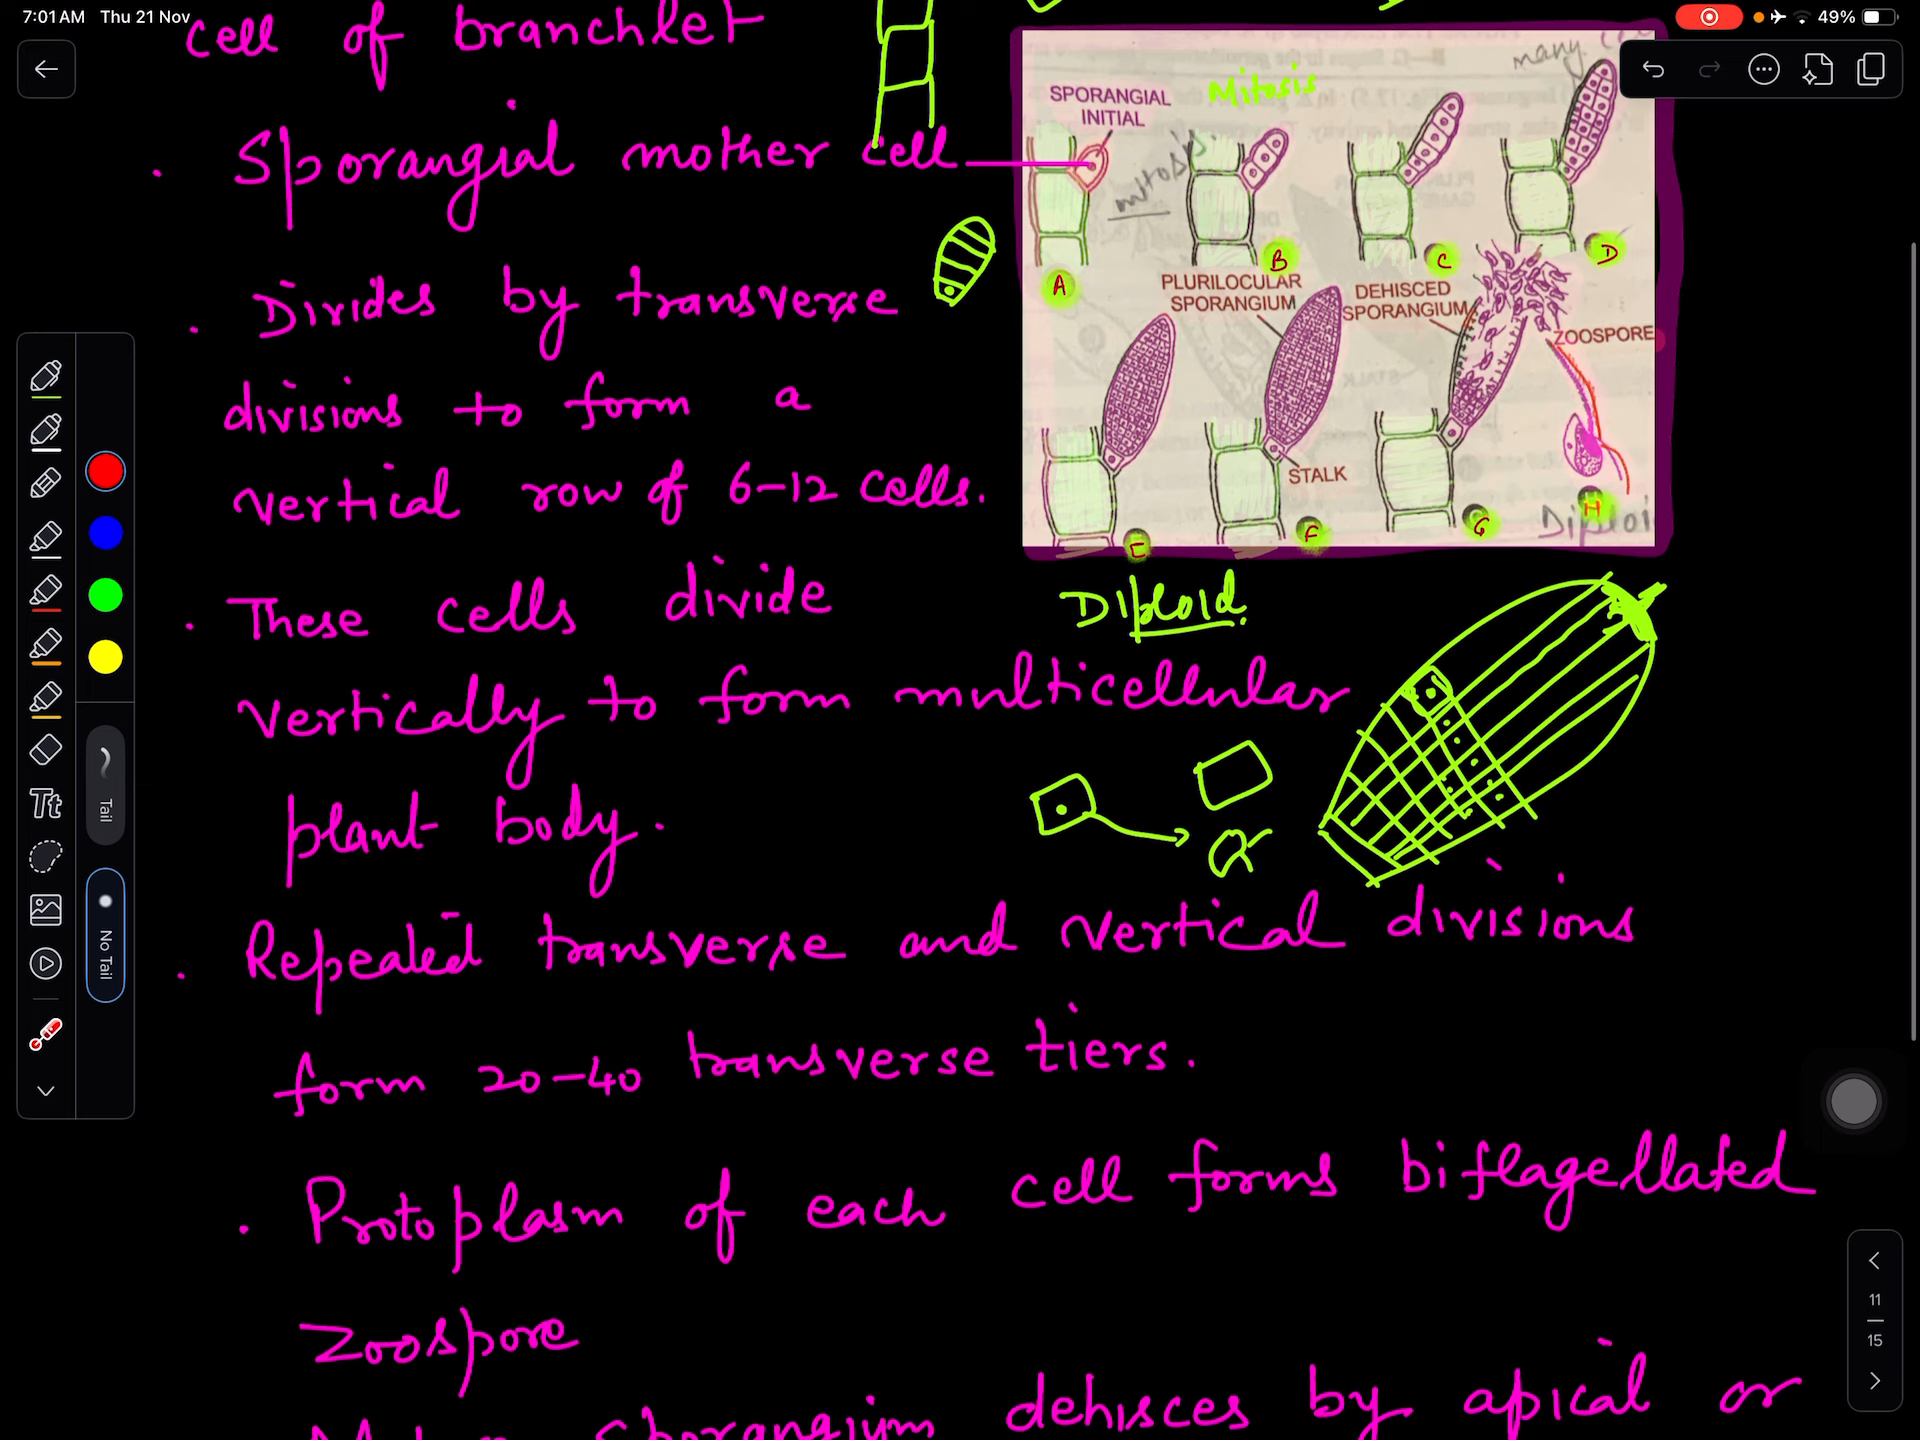 7:01 AM Thu 21 Nov
49%
cell of branchlet
. Sporangial mother cell
. Divides by transverse
divisions to form a
vertical row of 6-12 cells.
. These cells divide
vertically to form multicellular
plant body.
. Repeated transverse and vertical divisions
form 20-40 transverse tiers.
. Protoplasm of each cell forms biflagellated
zoospore
sporangium dehisces by apical or
Mitosis
many
SPORANGIAL
INITIAL
mitosis
A
B
C
D
PLURILOCULAR
SPORANGIUM
DEHISCED
SPORANGIUM
ZOOSPORE
STALK
E
F
G
H
Diploi
Diploid.
Tt
Tail
No Tail
11
15